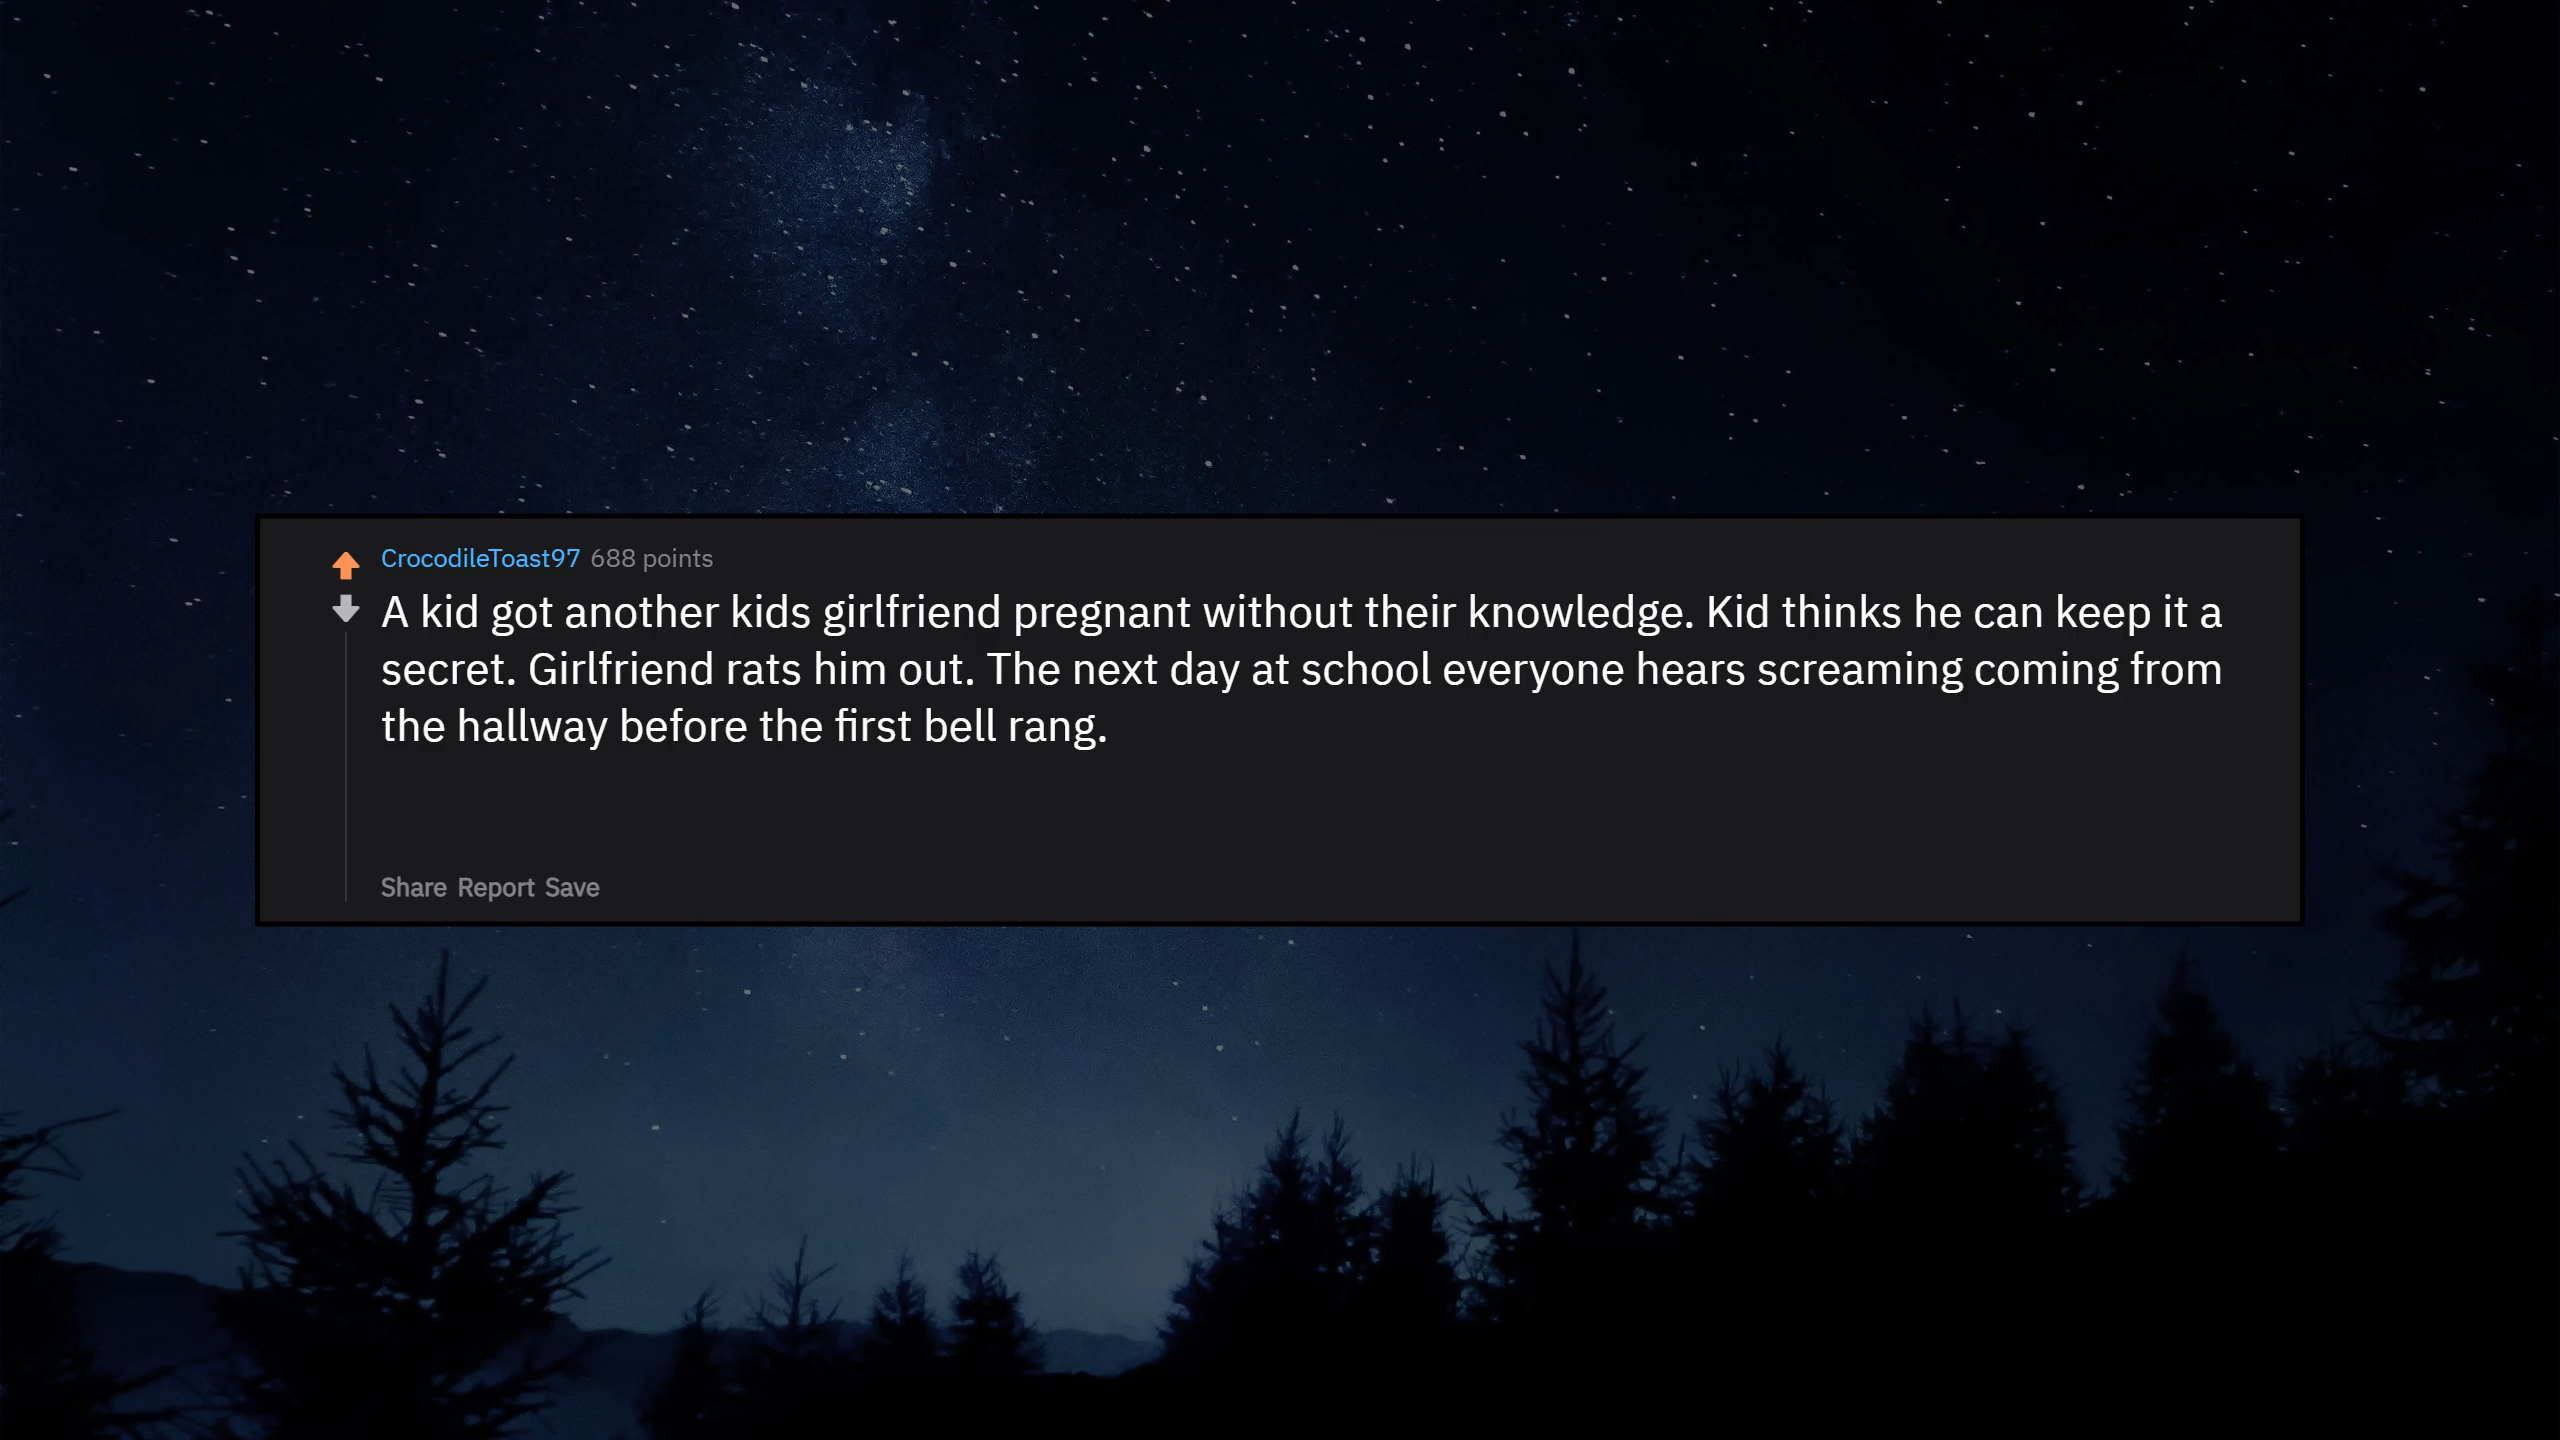 CrocodileToast97 688 points
A kid got another kids girlfriend pregnant without their knowledge. Kid thinks he can keep it a
secret. Girlfriend rats him out. The next day at school everyone hears screaming coming from
the hallway before the first bell rang.
Share Report Save